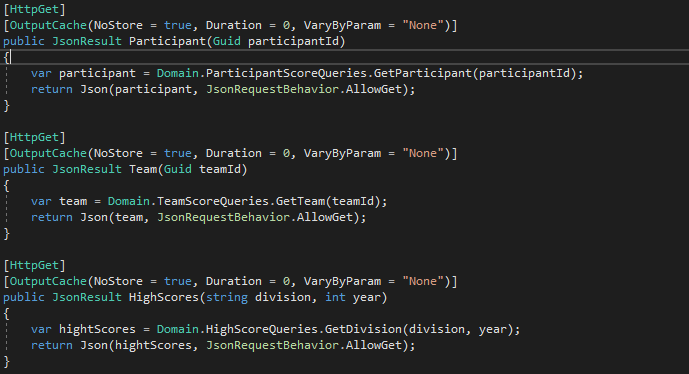 [HttpGet]
[OutputCache(NoStore = true, Duration = 0, VaryByParam = "None")]
public JsonResult Participant(Guid participantId)
{
    var participant = Domain.ParticipantScoreQueries.GetParticipant(participantId);
    return Json(participant, JsonRequestBehavior.AllowGet);
}
[HttpGet]
[OutputCache(NoStore = true, Duration = 0, VaryByParam = "None")]
public JsonResult Team(Guid teamId)
{
    var team = Domain.TeamScoreQueries.GetTeam(teamId);
    return Json(team, JsonRequestBehavior.AllowGet);
}
[HttpGet]
[OutputCache(NoStore = true, Duration = 0, VaryByParam = "None")]
public JsonResult HighScores(string division, int year)
{
    var hightScores = Domain.HighScoreQueries.GetDivision(division, year);
    return Json(hightScores, JsonRequestBehavior.AllowGet);
}